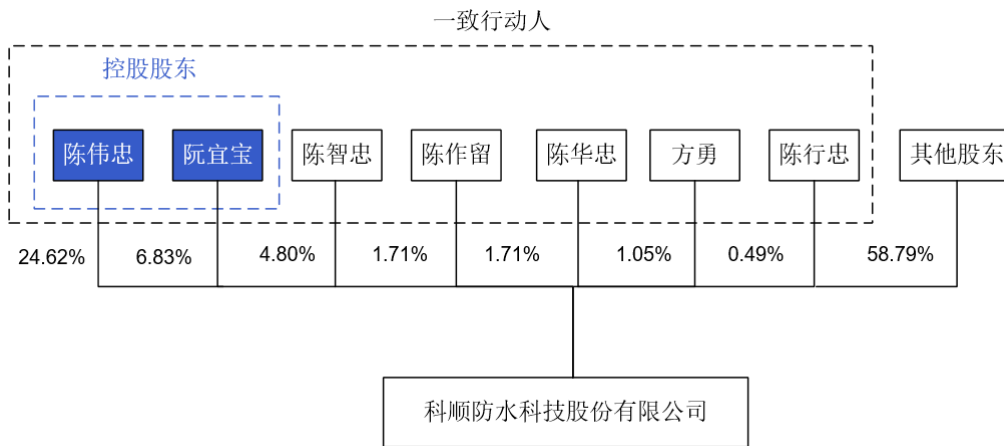 一致行动人
控股股东
陈伟忠
阮宜宝
陈智忠
陈作留
陈华忠
方勇
陈行忠
其他股东
24.62%
6.83%
4.80%
1.71%
1.71%
1.05%
0.49%
58.79%
科顺防水科技股份有限公司